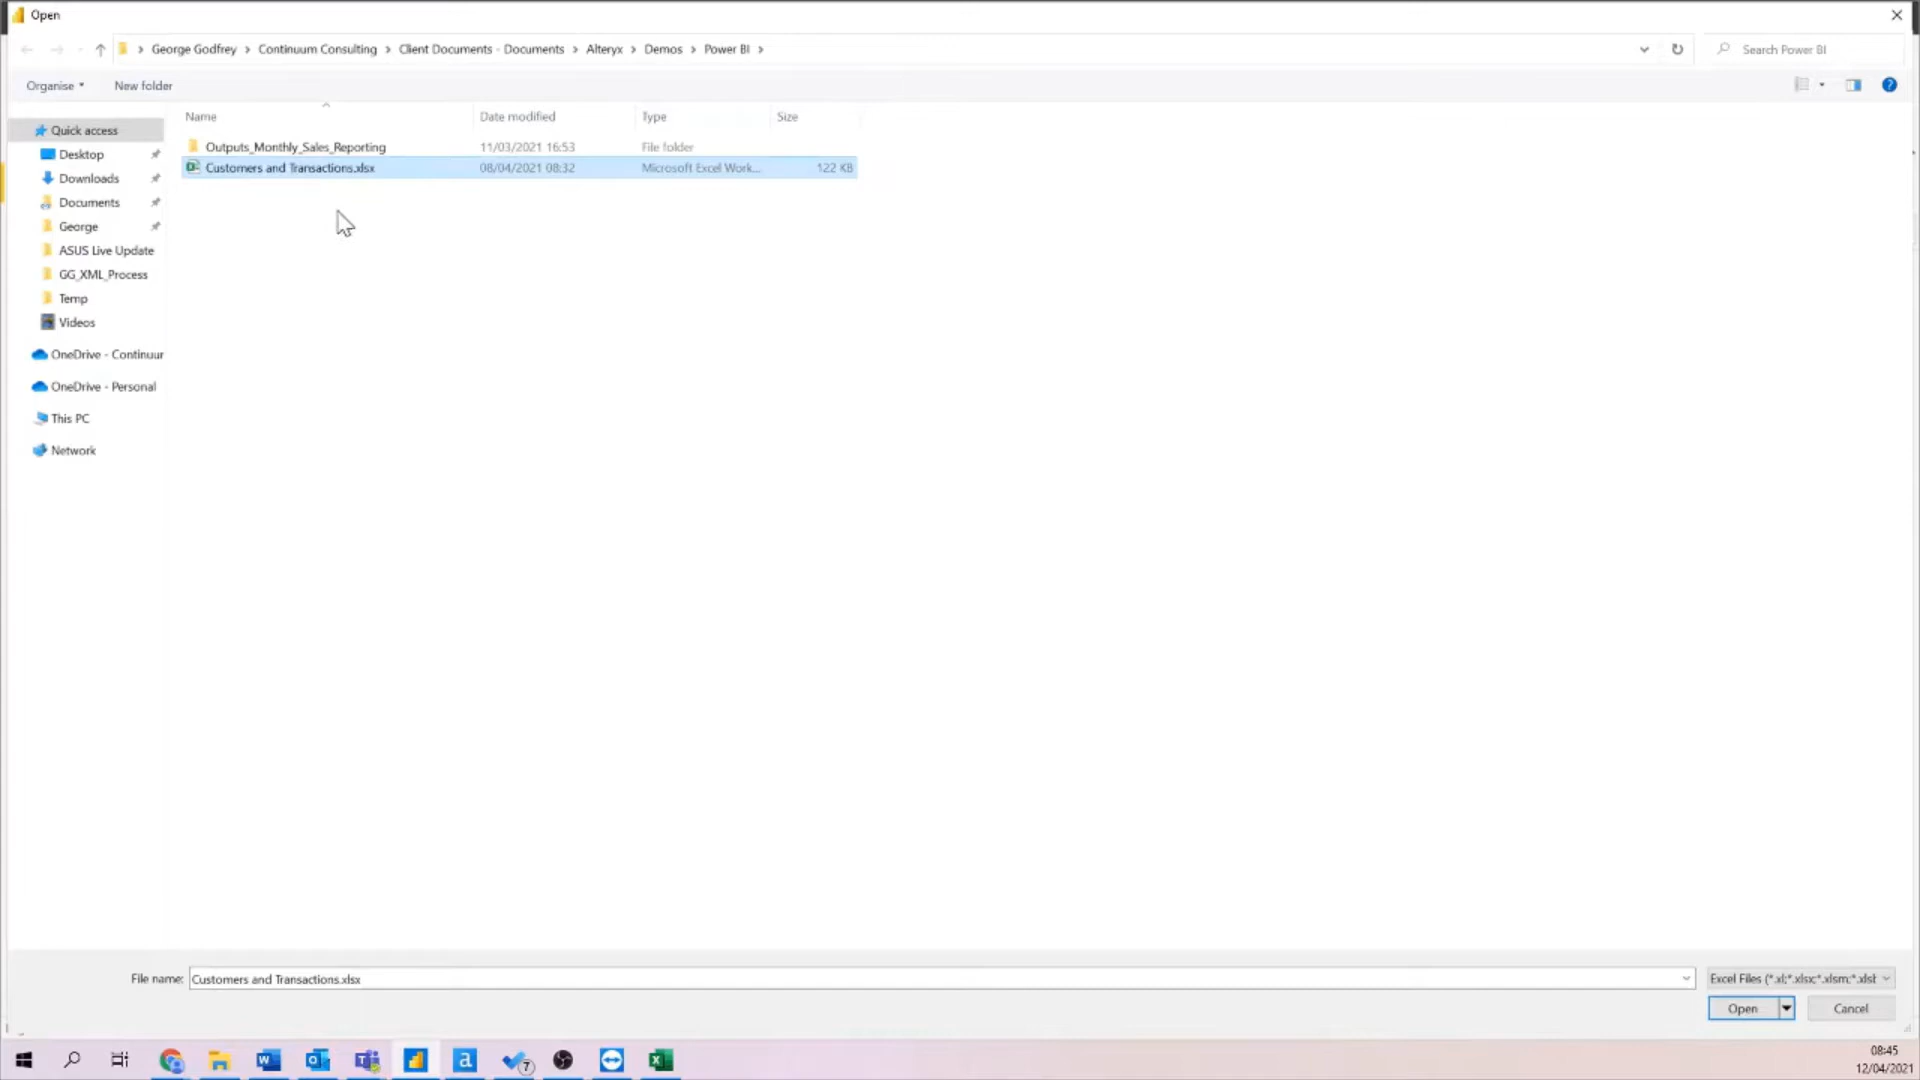 Open
George Godfrey › Continuum Consulting › Client Documents - Documents › Alteryx › Demos › Power BI ›
Search Power BI
Organise
New folder
Name
Date modified
Type
Size
Quick access
Desktop
Downloads
Documents
George
ASUS Live Update
GG_XML_Process
Temp
Videos
OneDrive - Continuur
OneDrive - Personal
This PC
Network
Outputs_Monthly_Sales_Reporting 11/03/2021 16:53 File folder
Customers and Transactions.xlsx 08/04/2021 08:32 Microsoft Excel Work... 122 KB
File name: Customers and Transactions.xlsx
Excel Files (*.xl;*.xlsx;*.xlsm;*.xlsb
Open
Cancel
7
08:45
12/04/2021